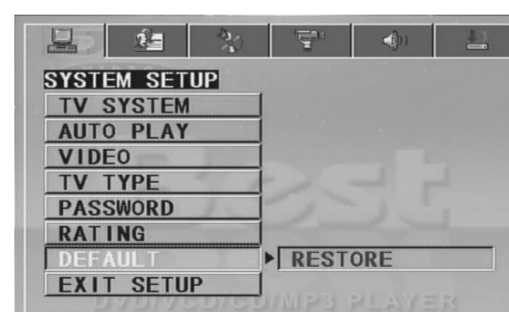 SYSTEM SETUP
TV SYSTEM
AUTO PLAY
VIDEO
TV TYPE
PASSWORD
RATING
DEFAULT
RESTORE
EXIT SETUP
Best
DVD/VCD/CD/MP3 PLAYER